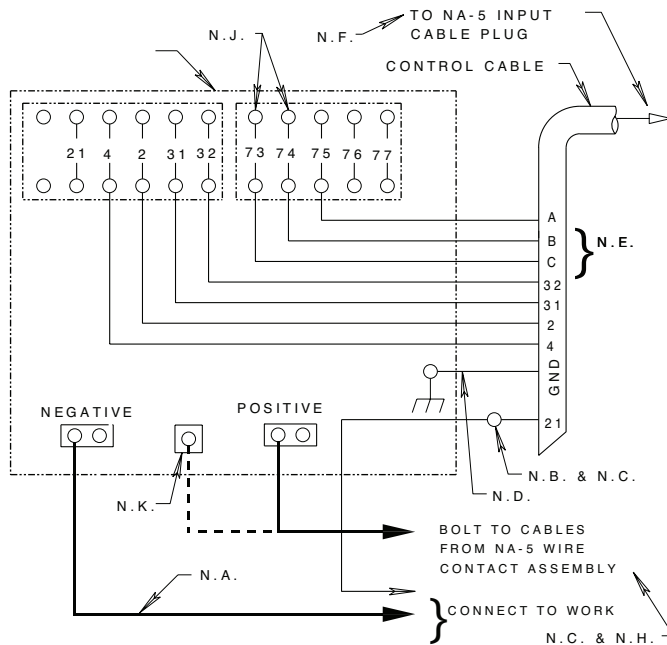 N.J.
N.F.
TO NA-5 INPUT
CABLE PLUG
CONTROL CABLE
21 4 2 31 32 73 74 75 76 77
A
B
C
N.E.
32
31
2
4
GND
21
NEGATIVE
POSITIVE
N.B. & N.C.
N.D.
N.K.
BOLT TO CABLES
FROM NA-5 WIRE
CONTACT ASSEMBLY
N.A.
CONNECT TO WORK
N.C. & N.H.